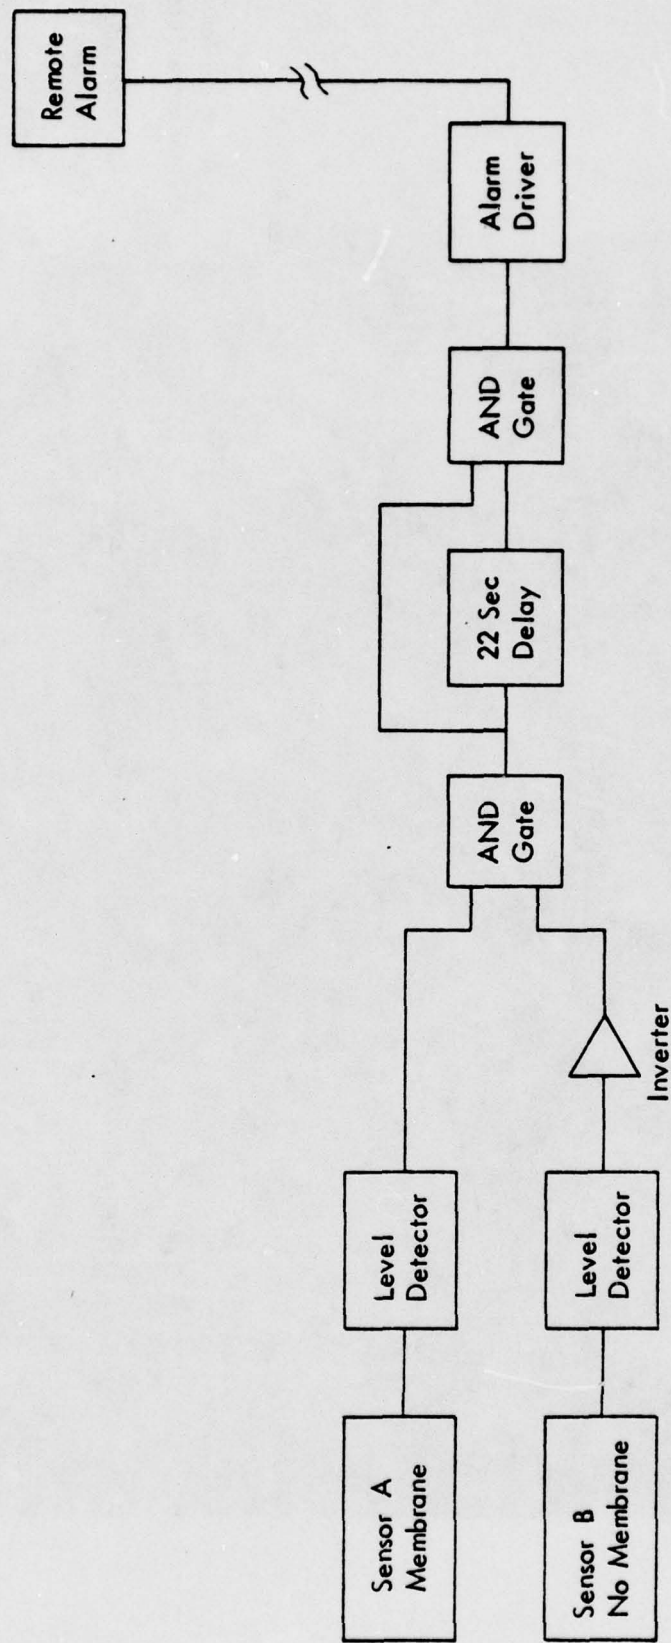 Sensor A
Membrane
Sensor B
No Membrane
Level
Detector
Level
Detector
Inverter
AND
Gate
22 Sec
Delay
AND
Gate
Alarm
Driver
Remote
Alarm